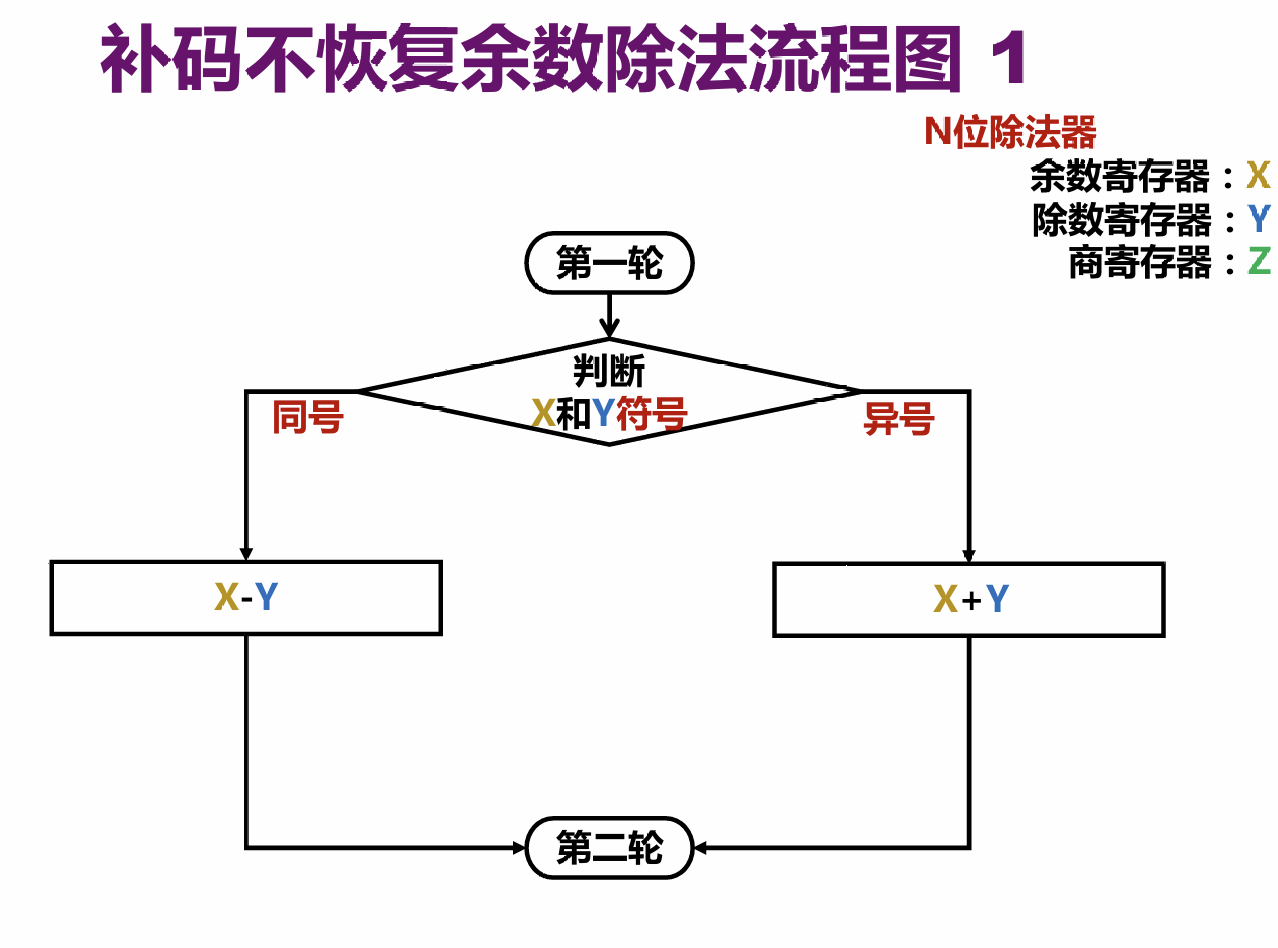 补码不恢复余数除法流程图 1
N位除法器
余数寄存器：X
除数寄存器：Y
商寄存器：Z
第一轮
判断
X和Y符号
同号
异号
X-Y
X+Y
第二轮